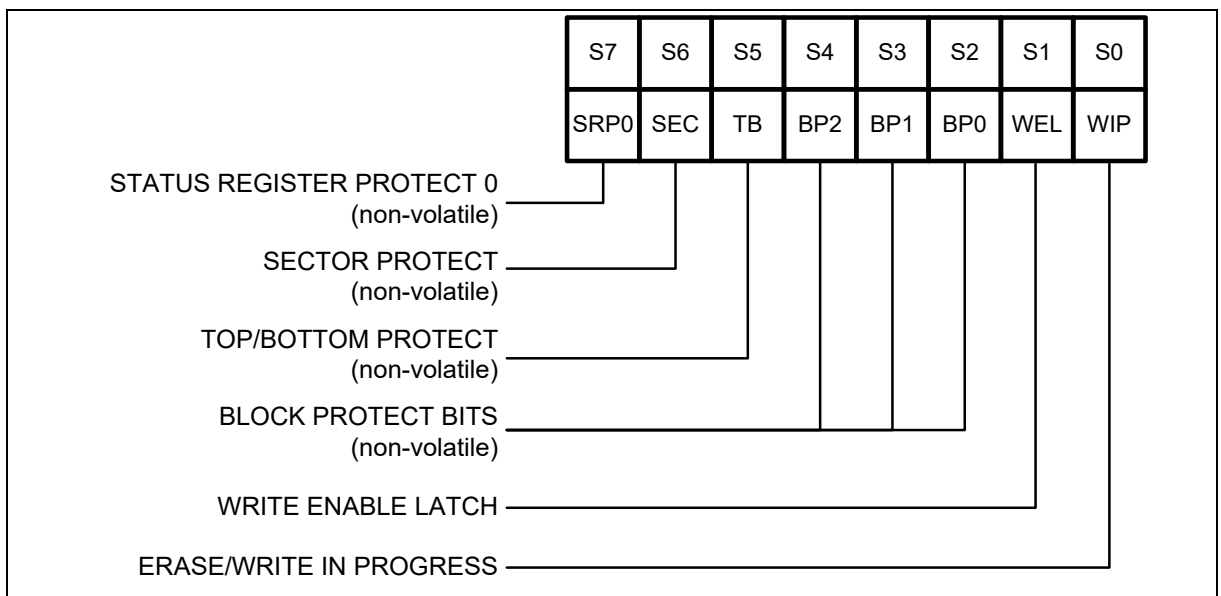 S7 S6 S5 S4 S3 S2 S1 S0
SRP0 SEC TB BP2 BP1 BP0 WEL WIP
STATUS REGISTER PROTECT 0
(non-volatile)
SECTOR PROTECT
(non-volatile)
TOP/BOTTOM PROTECT
(non-volatile)
BLOCK PROTECT BITS
(non-volatile)
WRITE ENABLE LATCH
ERASE/WRITE IN PROGRESS